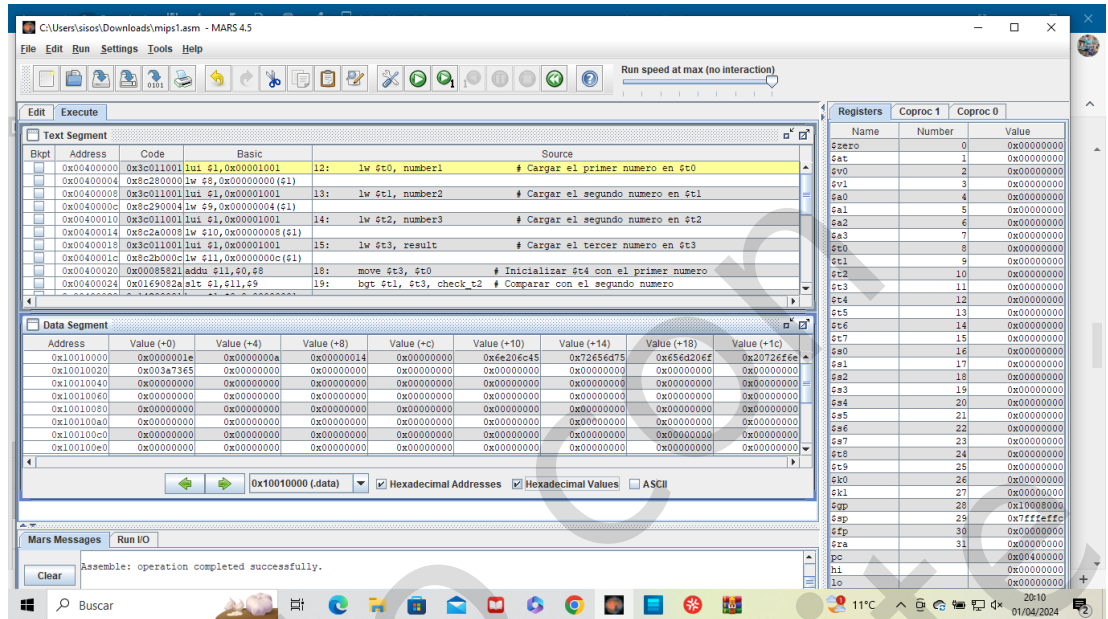 C:\Users\sisos\Downloads\mips1.asm - MARS 4.5
File Edit Run Settings Tools Help
Run speed at max (no interaction)
Edit Execute
Text Segment
Bkpt Address Code Basic Source
0x00400000 0x3c011001 lui $1,0x00001001 12: lw $t0, number1 # Cargar el primer numero en $t0
0x00400004 0x8c280000 lw $8,0x00000000($1)
0x00400008 0x3c011001 lui $1,0x00001001 13: lw $t1, number2 # Cargar el segundo numero en $t1
0x0040000c 0x8c290004 lw $9,0x00000004($1)
0x00400010 0x3c011001 lui $1,0x00001001 14: lw $t2, number3 # Cargar el segundo numero en $t2
0x00400014 0x8c2a0008 lw $10,0x00000008($1)
0x00400018 0x3c011001 lui $1,0x00001001 15: lw $t3, result # Cargar el tercer numero en $t3
0x0040001c 0x8c2b000c lw $11,0x0000000c($1)
0x00400020 0x00085821 addu $11,$0,$8 18: move $t3, $t0 # Inicializar $t4 con el primer numero
0x00400024 0x0169082a slt $1,$11,$9 19: bgt $t1, $t3, check_t2 # Comparar con el segundo numero
Data Segment
Address Value (+0) Value (+4) Value (+8) Value (+c) Value (+10) Value (+14) Value (+18) Value (+1c)
0x10010000 0x0000001e 0x0000000a 0x00000014 0x00000000 0x6e206c45 0x72656d75 0x656d206f 0x20726f6e
0x10010020 0x003a7365 0x00000000 0x00000000 0x00000000 0x00000000 0x00000000 0x00000000 0x00000000
0x10010040 0x00000000 0x00000000 0x00000000 0x00000000 0x00000000 0x00000000 0x00000000 0x00000000
0x10010060 0x00000000 0x00000000 0x00000000 0x00000000 0x00000000 0x00000000 0x00000000 0x00000000
0x10010080 0x00000000 0x00000000 0x00000000 0x00000000 0x00000000 0x00000000 0x00000000 0x00000000
0x100100a0 0x00000000 0x00000000 0x00000000 0x00000000 0x00000000 0x00000000 0x00000000 0x00000000
0x100100c0 0x00000000 0x00000000 0x00000000 0x00000000 0x00000000 0x00000000 0x00000000 0x00000000
0x100100e0 0x00000000 0x00000000 0x00000000 0x00000000 0x00000000 0x00000000 0x00000000 0x00000000
0x10010000 (.data) Hexadecimal Addresses Hexadecimal Values ASCII
Mars Messages Run I/O
Assemble: operation completed successfully.
Clear
Registers Coproc 1 Coproc 0
Name Number Value
$zero 0 0x00000000
$at 1 0x00000000
$v0 2 0x00000000
$v1 3 0x00000000
$a0 4 0x00000000
$a1 5 0x00000000
$a2 6 0x00000000
$a3 7 0x00000000
$t0 8 0x00000000
$t1 9 0x00000000
$t2 10 0x00000000
$t3 11 0x00000000
$t4 12 0x00000000
$t5 13 0x00000000
$t6 14 0x00000000
$t7 15 0x00000000
$s0 16 0x00000000
$s1 17 0x00000000
$s2 18 0x00000000
$s3 19 0x00000000
$s4 20 0x00000000
$s5 21 0x00000000
$s6 22 0x00000000
$s7 23 0x00000000
$t8 24 0x00000000
$t9 25 0x00000000
$k0 26 0x00000000
$k1 27 0x00000000
$gp 28 0x10008000
$sp 29 0x7fffeffc
$fp 30 0x00000000
$ra 31 0x00000000
pc 0x00400000
hi 0x00000000
lo 0x00000000
Buscar
11°C
20:10
01/04/2024
2